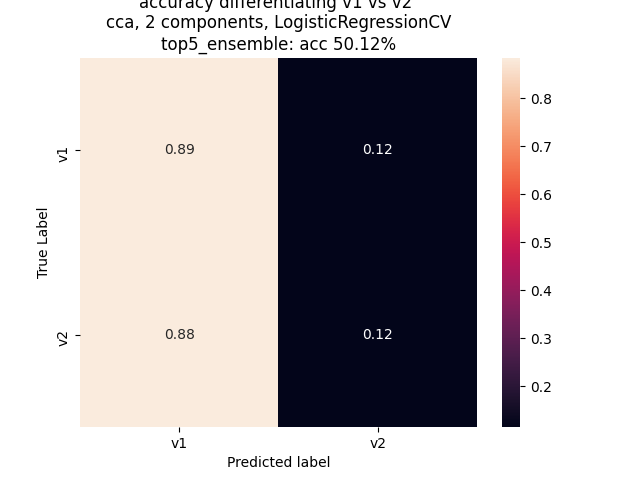 accuracy differentiating v1 vs v2
cca, 2 components, LogisticRegressionCV
top5_ensemble: acc 50.12%
v1
0.89
0.12
v2
0.88
0.12
v1
v2
True Label
Predicted label
0.8
0.7
0.6
0.5
0.4
0.3
0.2